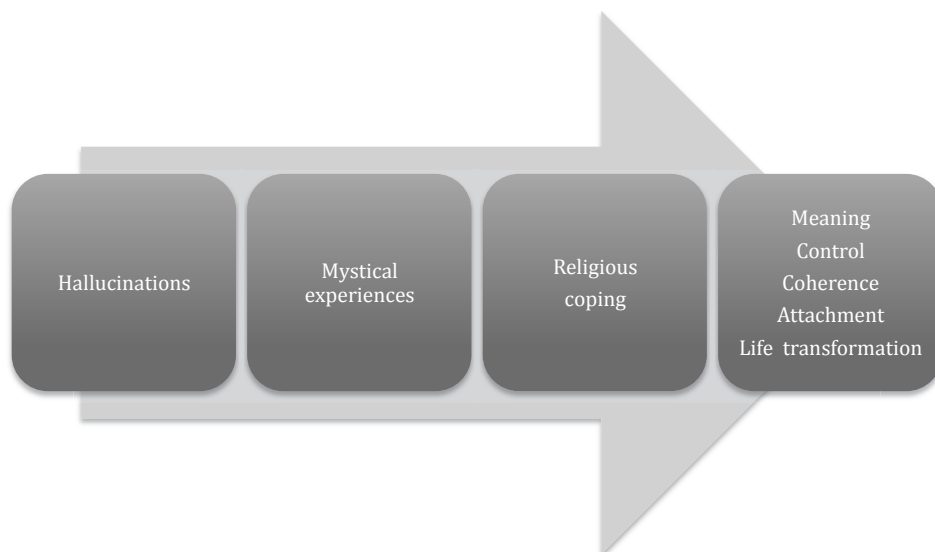 Hallucinations
Mystical
experiences
Religious
coping
Meaning
Control
Coherence
Attachment
Life transformation